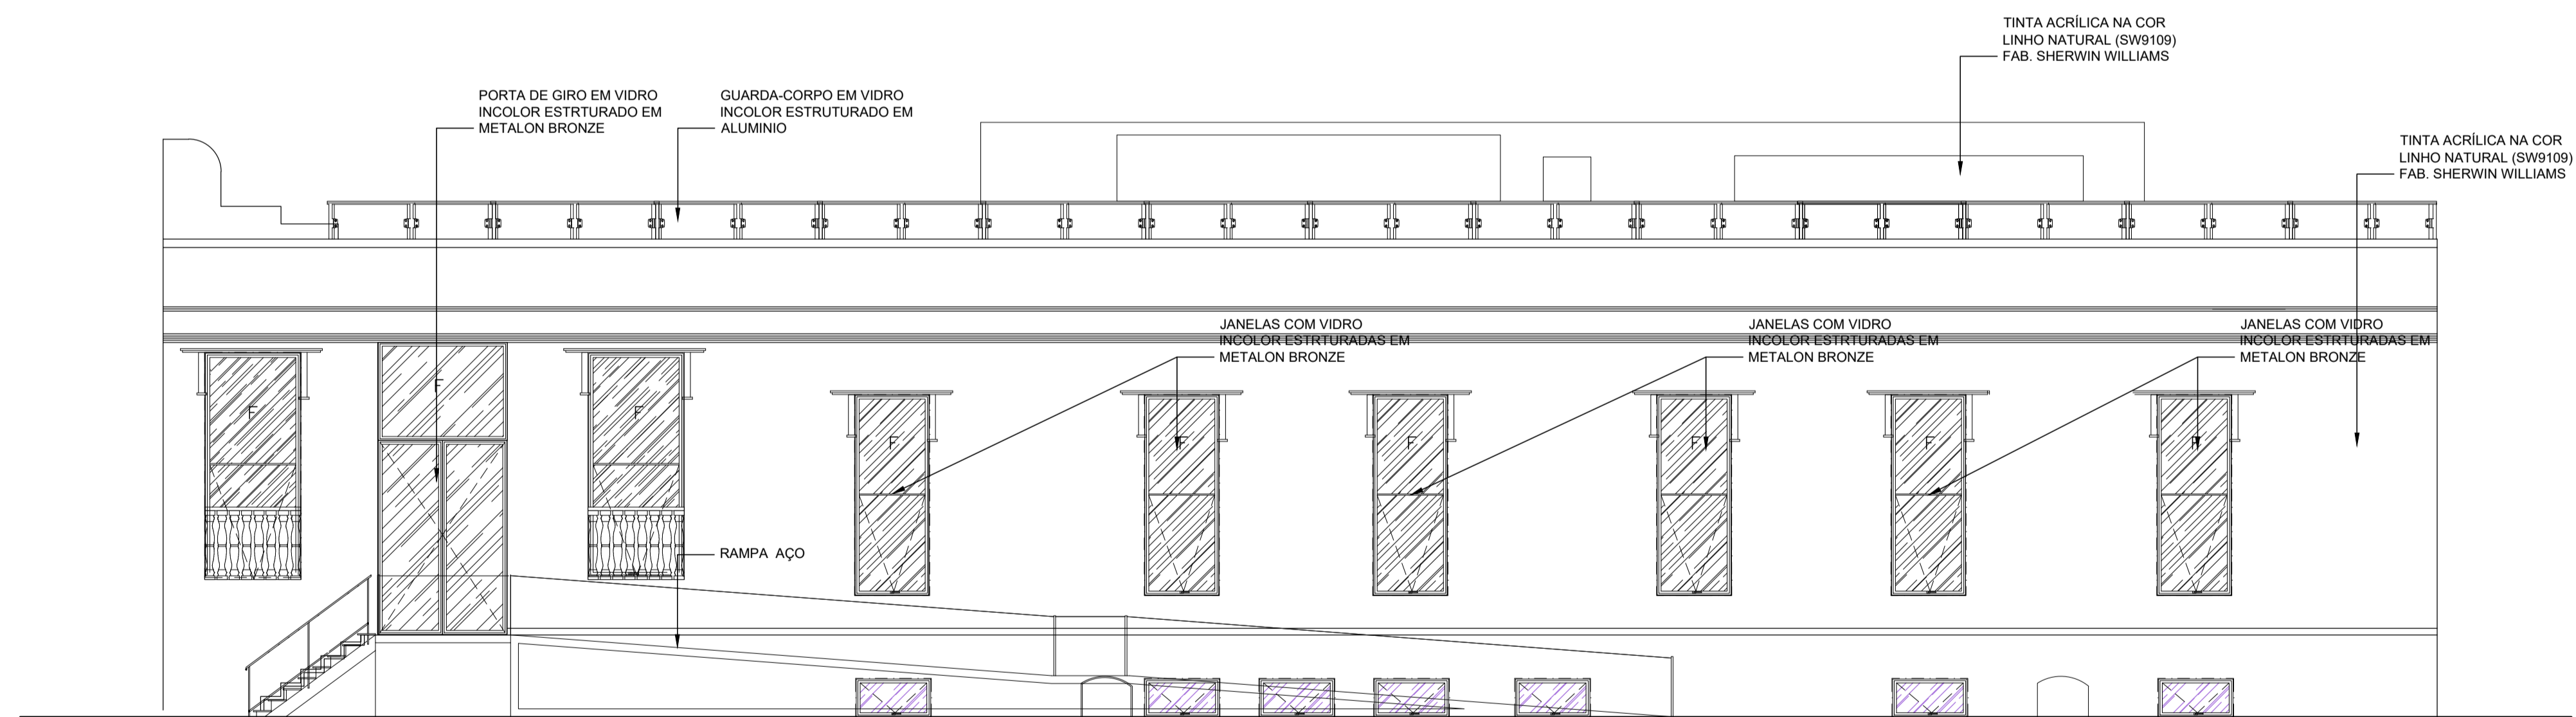 TINTA ACRÍLICA NA COR
LINHO NATURAL (SW9109)
FAB. SHERWIN WILLIAMS
PORTA DE GIRO EM VIDRO
INCOLOR ESTRTURADO EM
METALON BRONZE
GUARDA-CORPO EM VIDRO
INCOLOR ESTRUTURADO EM
ALUMINIO
TINTA ACRÍLICA NA COR
LINHO NATURAL (SW9109)
FAB. SHERWIN WILLIAMS
JANELAS COM VIDRO
INCOLOR ESTRTURADAS EM
METALON BRONZE
JANELAS COM VIDRO
INCOLOR ESTRTURADAS EM
METALON BRONZE
JANELAS COM VIDRO
INCOLOR ESTRTURADAS EM
METALON BRONZE
F
F
F
F
F
F
F
F
F
RAMPA AÇO